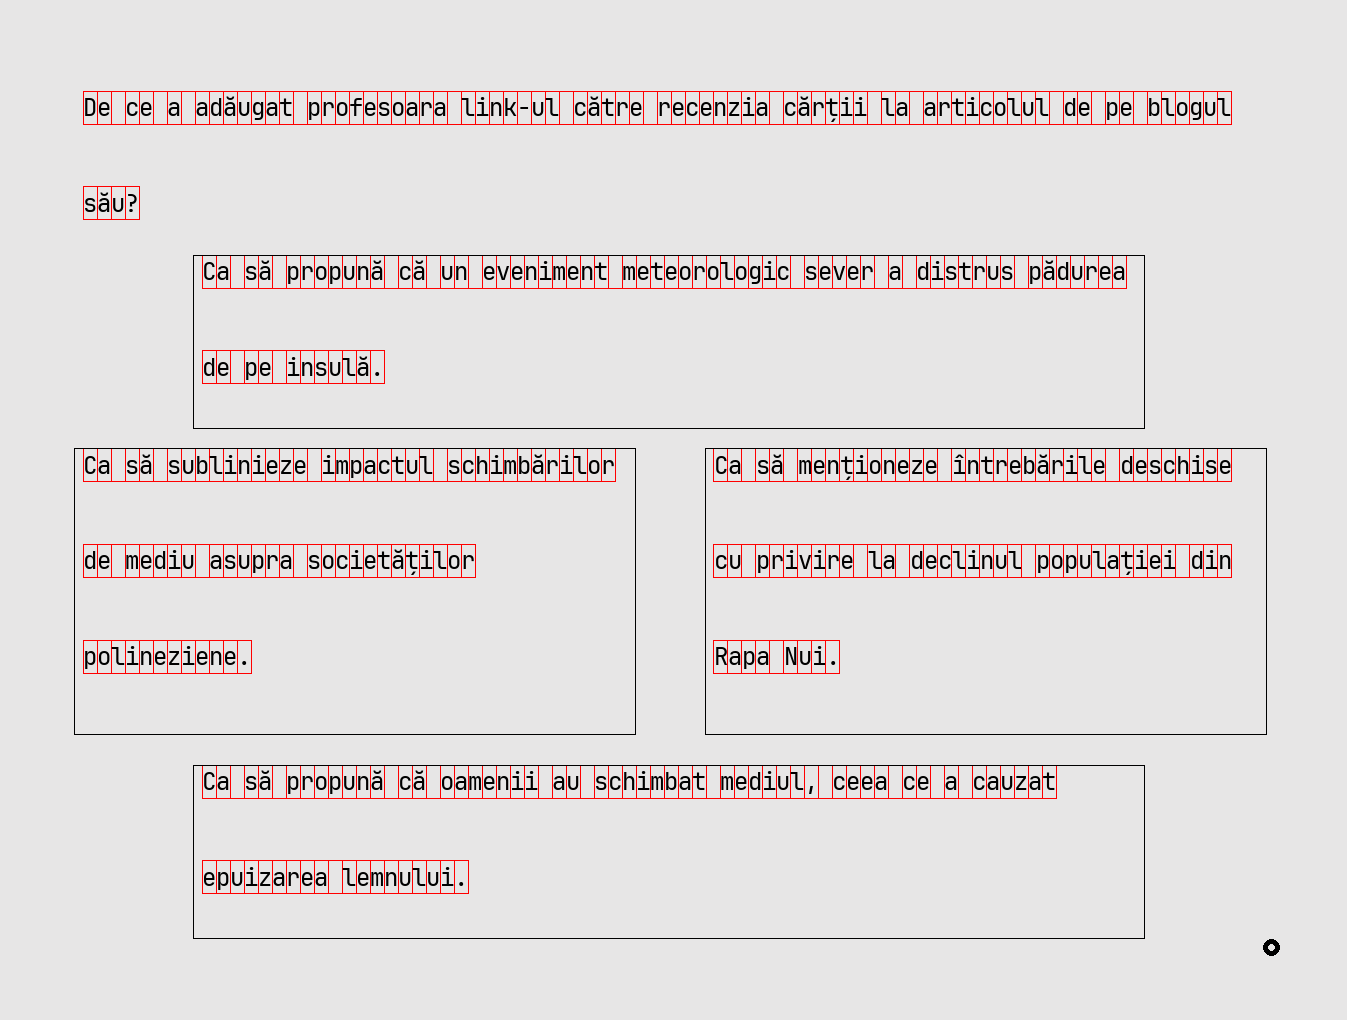 De ce a adăugat profesoara link-ul către recenzia cărții la articolul de pe blogul
său?
Ca să propună că un eveniment meteorologic sever a distrus pădurea
de pe insulă.
Ca să sublinieze impactul schimbărilor
de mediu asupra societăților
polineziene.
Ca să menționeze întrebările deschise
cu privire la declinul populației din
Rapa Nui.
Ca să propună că oamenii au schimbat mediul, ceea ce a cauzat
epuizarea lemnului.